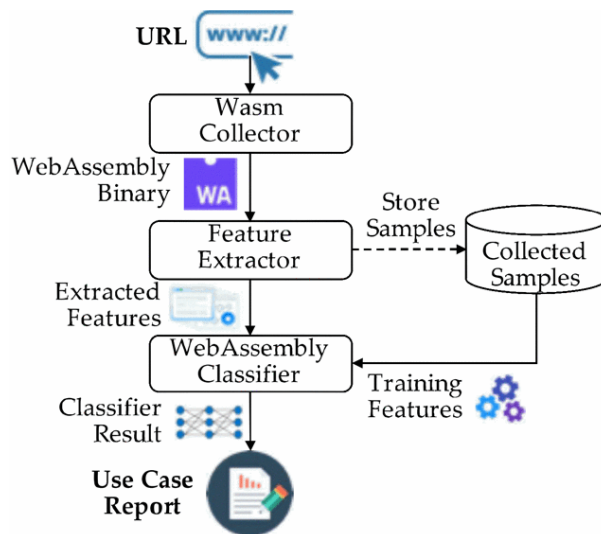 URL
www://
Wasm
Collector
WebAssembly
Binary
WA
Feature
Extractor
Store
Samples
Collected
Samples
Extracted
Features
WebAssembly
Classifier
Training
Features
Classifier
Result
Use Case
Report